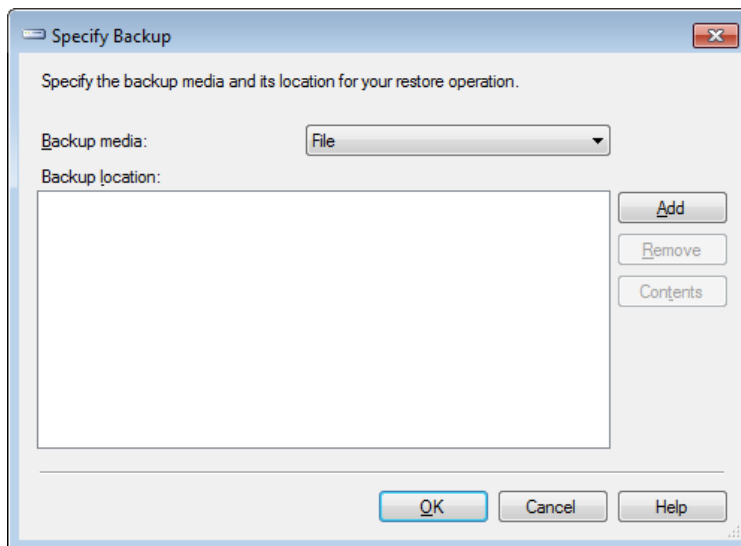 Specify Backup
Specify the backup media and its location for your restore operation.
Backup media: File
Backup location:
Add
Remove
Contents
OK Cancel Help